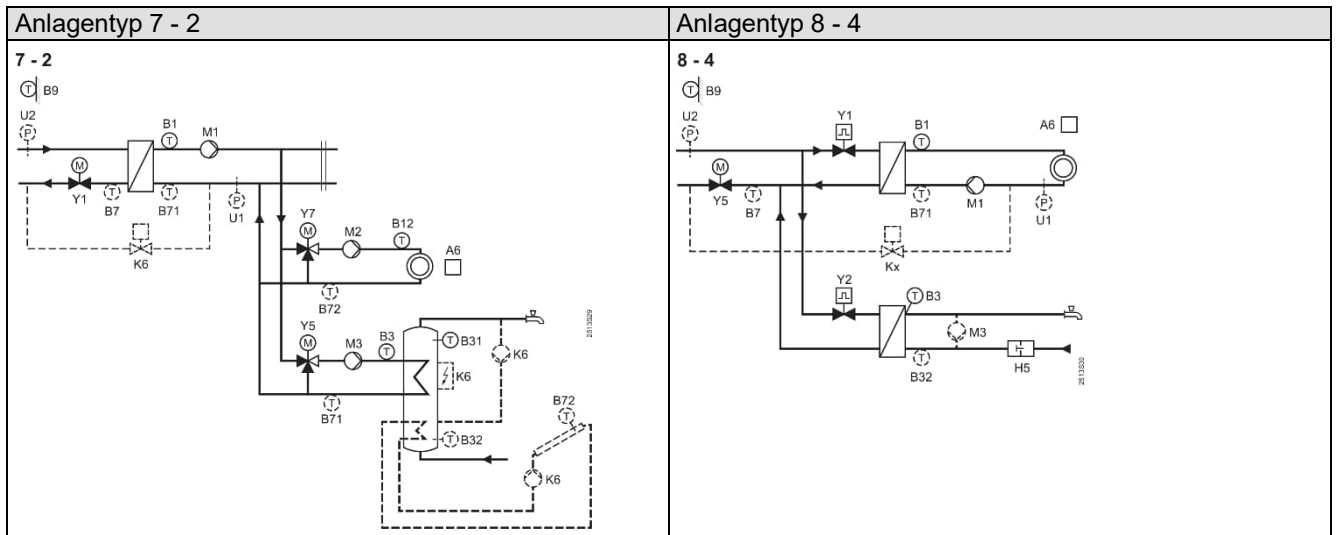 Anlagentyp 7 - 2
7 - 2
T B9
U2
P
B1
T
M1
M
Y1
T
B7
T
B71
P
U1
K6
Y7
M
M2
B12
T
A6
T
B72
Y5
M
M3
B3
T
T B31
K6
K6
T
B71
T B32
B72
T
K6
2513S29
Anlagentyp 8 - 4
8 - 4
T B9
U2
P
Y1
B1
T
A6
M
Y5
T
B7
T
B71
M1
P
U1
Kx
Y2
T B3
M3
T
B32
H5
2513S30